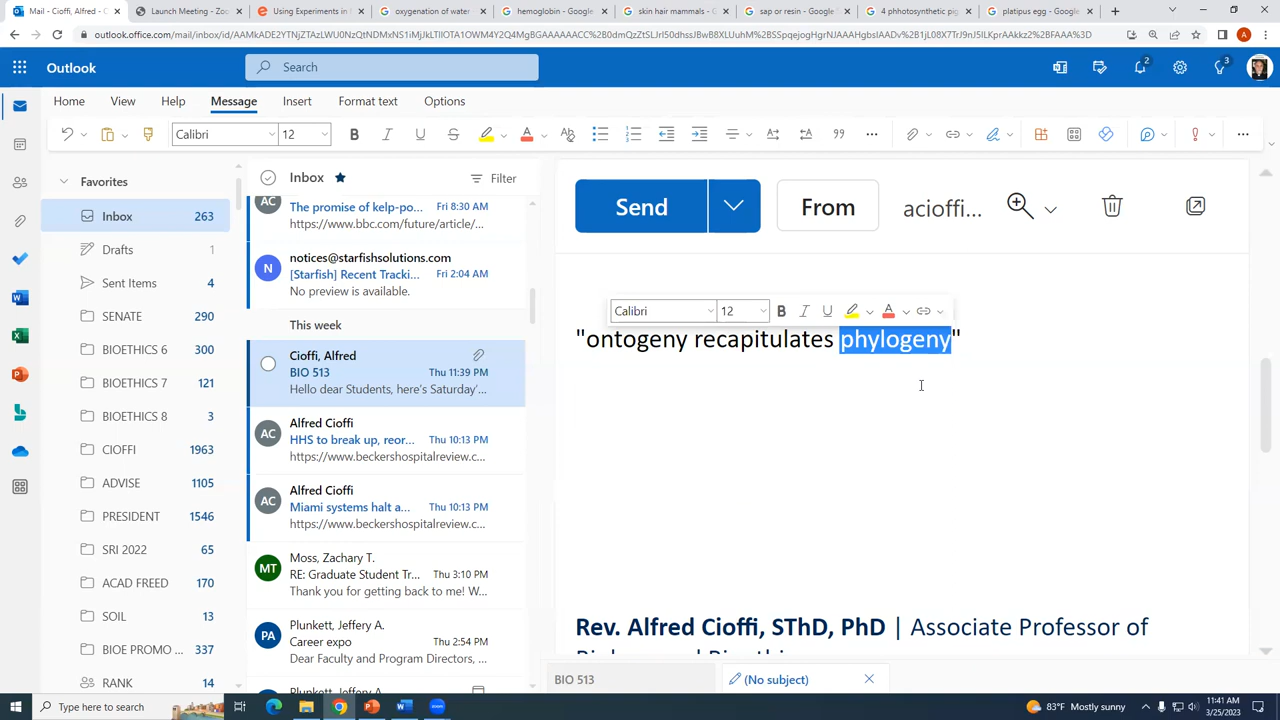 Mail - Cioffi, Alfred - O
Launch Meeting - Zoo
Using Experiments in S
oxygenation of water
hemoglobin - Google
skin hair mammals - G
sap or resin - Google
4 phhotosynthetic pig
platipus egg - Google
outlook.office.com/mail/inbox/id/
Outlook
Search
2
3
Home View Help Message Insert Format text Options
Calibri 12
Favorites
Inbox 263
Drafts 1
Sent Items 4
SENATE 290
BIOETHICS 6 300
BIOETHICS 7 121
BIOETHICS 8 3
CIOFFI 1963
ADVISE 1105
PRESIDENT 1546
SRI 2022 65
ACAD FREED 170
SOIL 13
BIOE PROMO ... 337
RANK 14
Inbox Filter
AC
The promise of kelp-po... Fri 8:30 AM
https://www.bbc.com/future/article/...
N
notices@starfishsolutions.com
[Starfish] Recent Tracki... Fri 2:04 AM
No preview is available.
This week
Cioffi, Alfred
BIO 513 Thu 11:39 PM
Hello dear Students, here's Saturday'...
AC
Alfred Cioffi
HHS to break up, reor... Thu 10:13 PM
https://www.beckershospitalreview.c...
AC
Alfred Cioffi
Miami systems halt a... Thu 10:13 PM
https://www.beckershospitalreview.c...
MT
Moss, Zachary T.
RE: Graduate Student Tr... Thu 3:10 PM
Thank you for getting back to me! W...
PA
Plunkett, Jeffery A.
Career expo Thu 2:54 PM
Dear Faculty and Program Directors, ...
Plunkett, Jeffery A.
Send From acioffi...
Calibri 12
"ontogeny recapitulates phylogeny"
Rev. Alfred Cioffi, SThD, PhD | Associate Professor of
BIO 513
(No subject)
Type here to search
83°F Mostly sunny
11:41 AM
3/25/2023